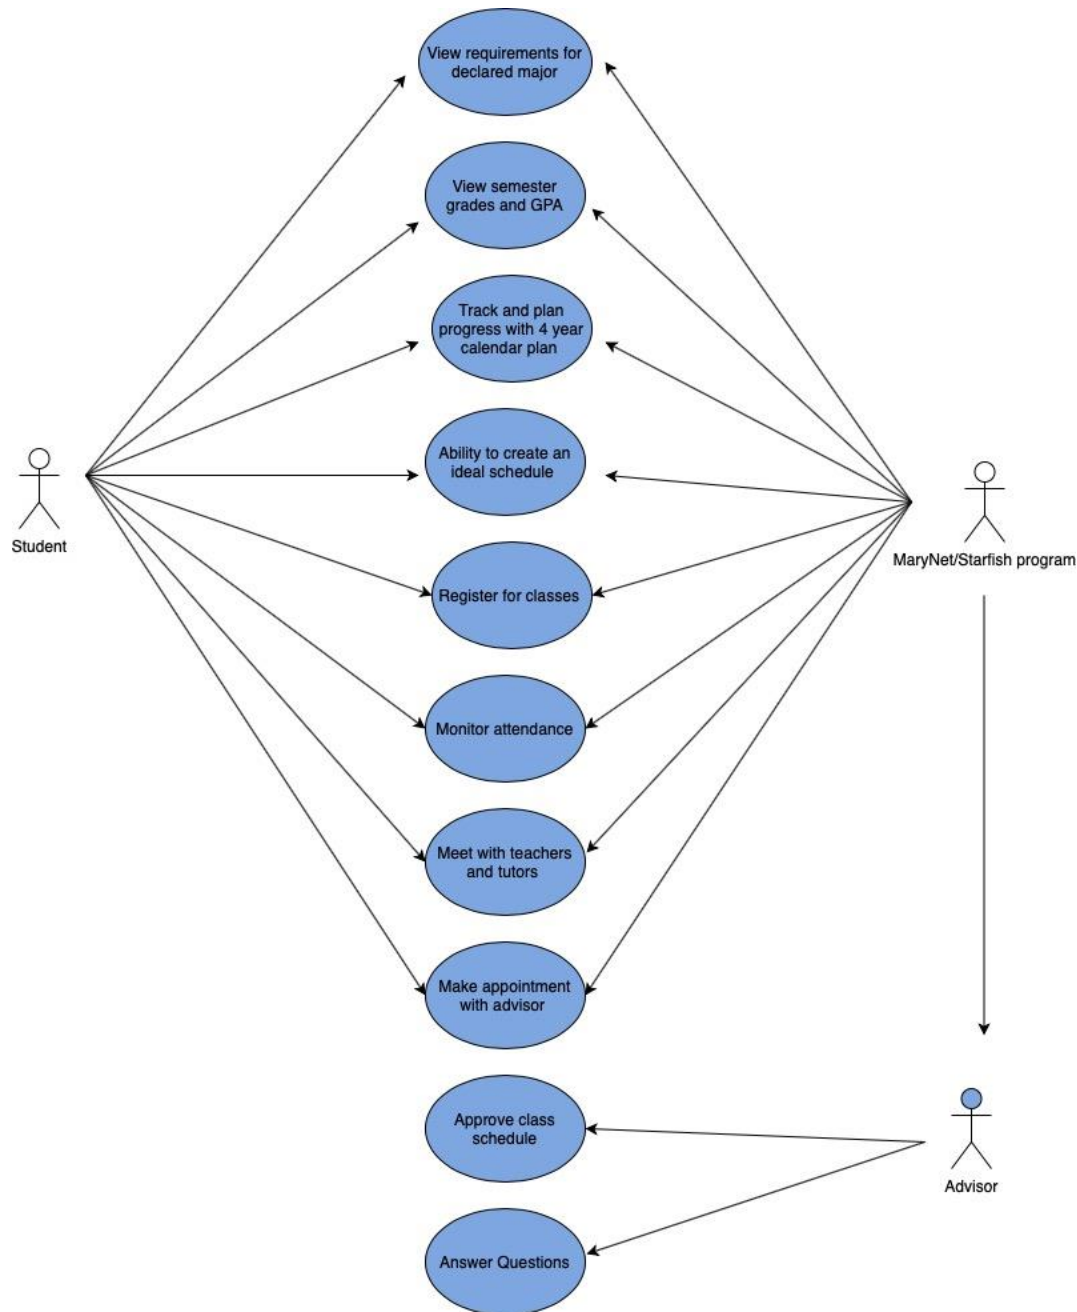 View requirements for
declared major
View semester
grades and GPA
Track and plan
progress with 4 year
calendar plan
Ability to create an
ideal schedule
Student
MaryNet/Starfish program
Register for classes
Monitor attendance
Meet with teachers
and tutors
Make appointment
with advisor
Approve class
schedule
Advisor
Answer Questions